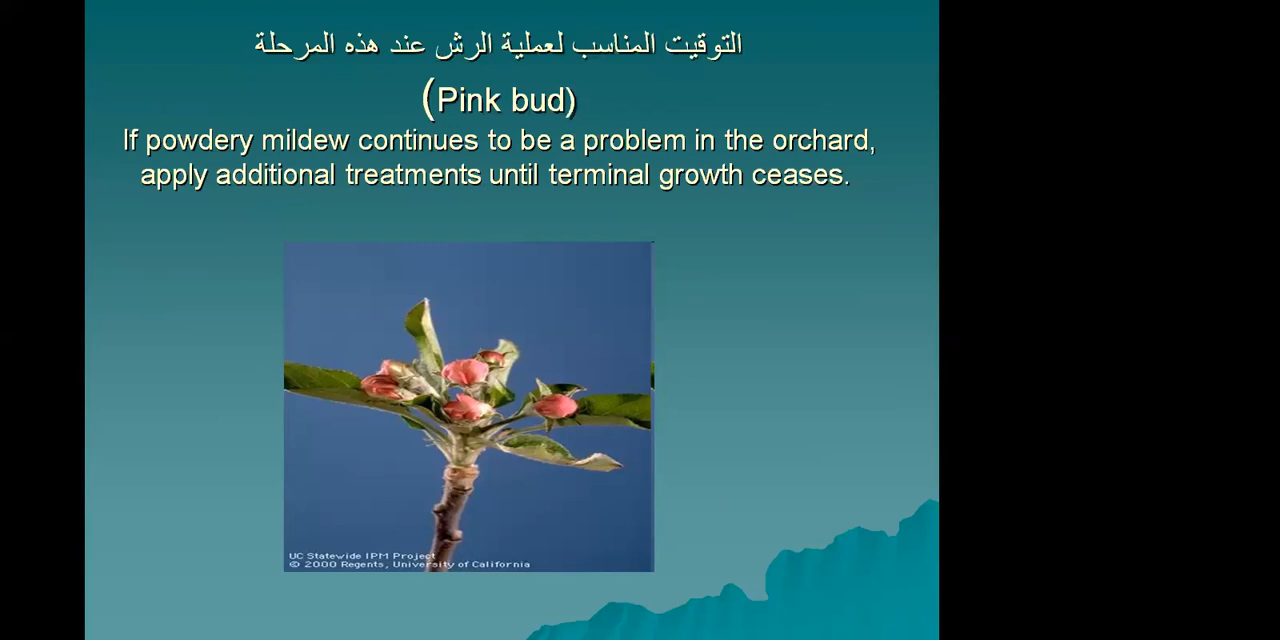 التوقيت المناسب لعملية الرش عند هذه المرحلة
(Pink bud)
If powdery mildew continues to be a problem in the orchard,
apply additional treatments until terminal growth ceases.
UC Statewide IPM Project
© 2000 Regents, University of California